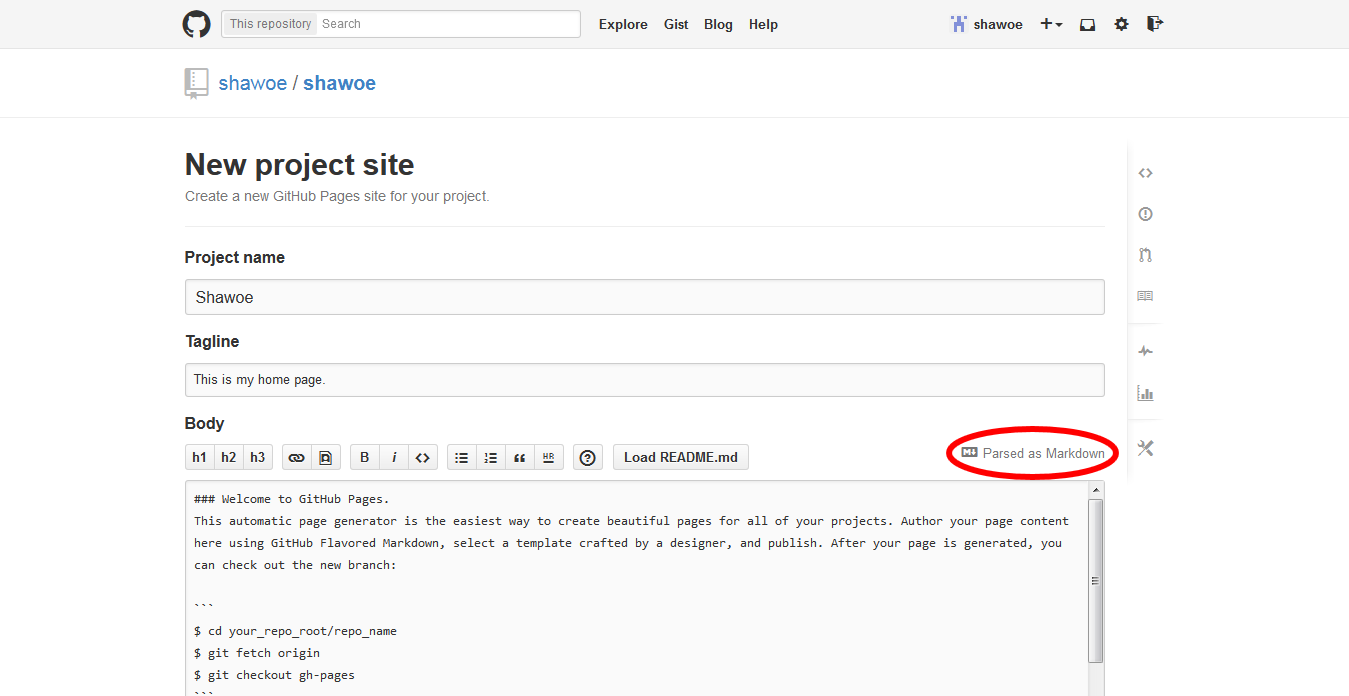 This repository Search Explore Gist Blog Help shawoe
shawoe / shawoe
New project site
Create a new GitHub Pages site for your project.
Project name
Shawoe
Tagline
This is my home page.
Body
h1 h2 h3 B i <> “ HR ? Load README.md Parsed as Markdown
### Welcome to GitHub Pages.
This automatic page generator is the easiest way to create beautiful pages for all of your projects. Author your page content
here using GitHub Flavored Markdown, select a template crafted by a designer, and publish. After your page is generated, you
can check out the new branch:
```
$ cd your_repo_root/repo_name
$ git fetch origin
$ git checkout gh-pages
```